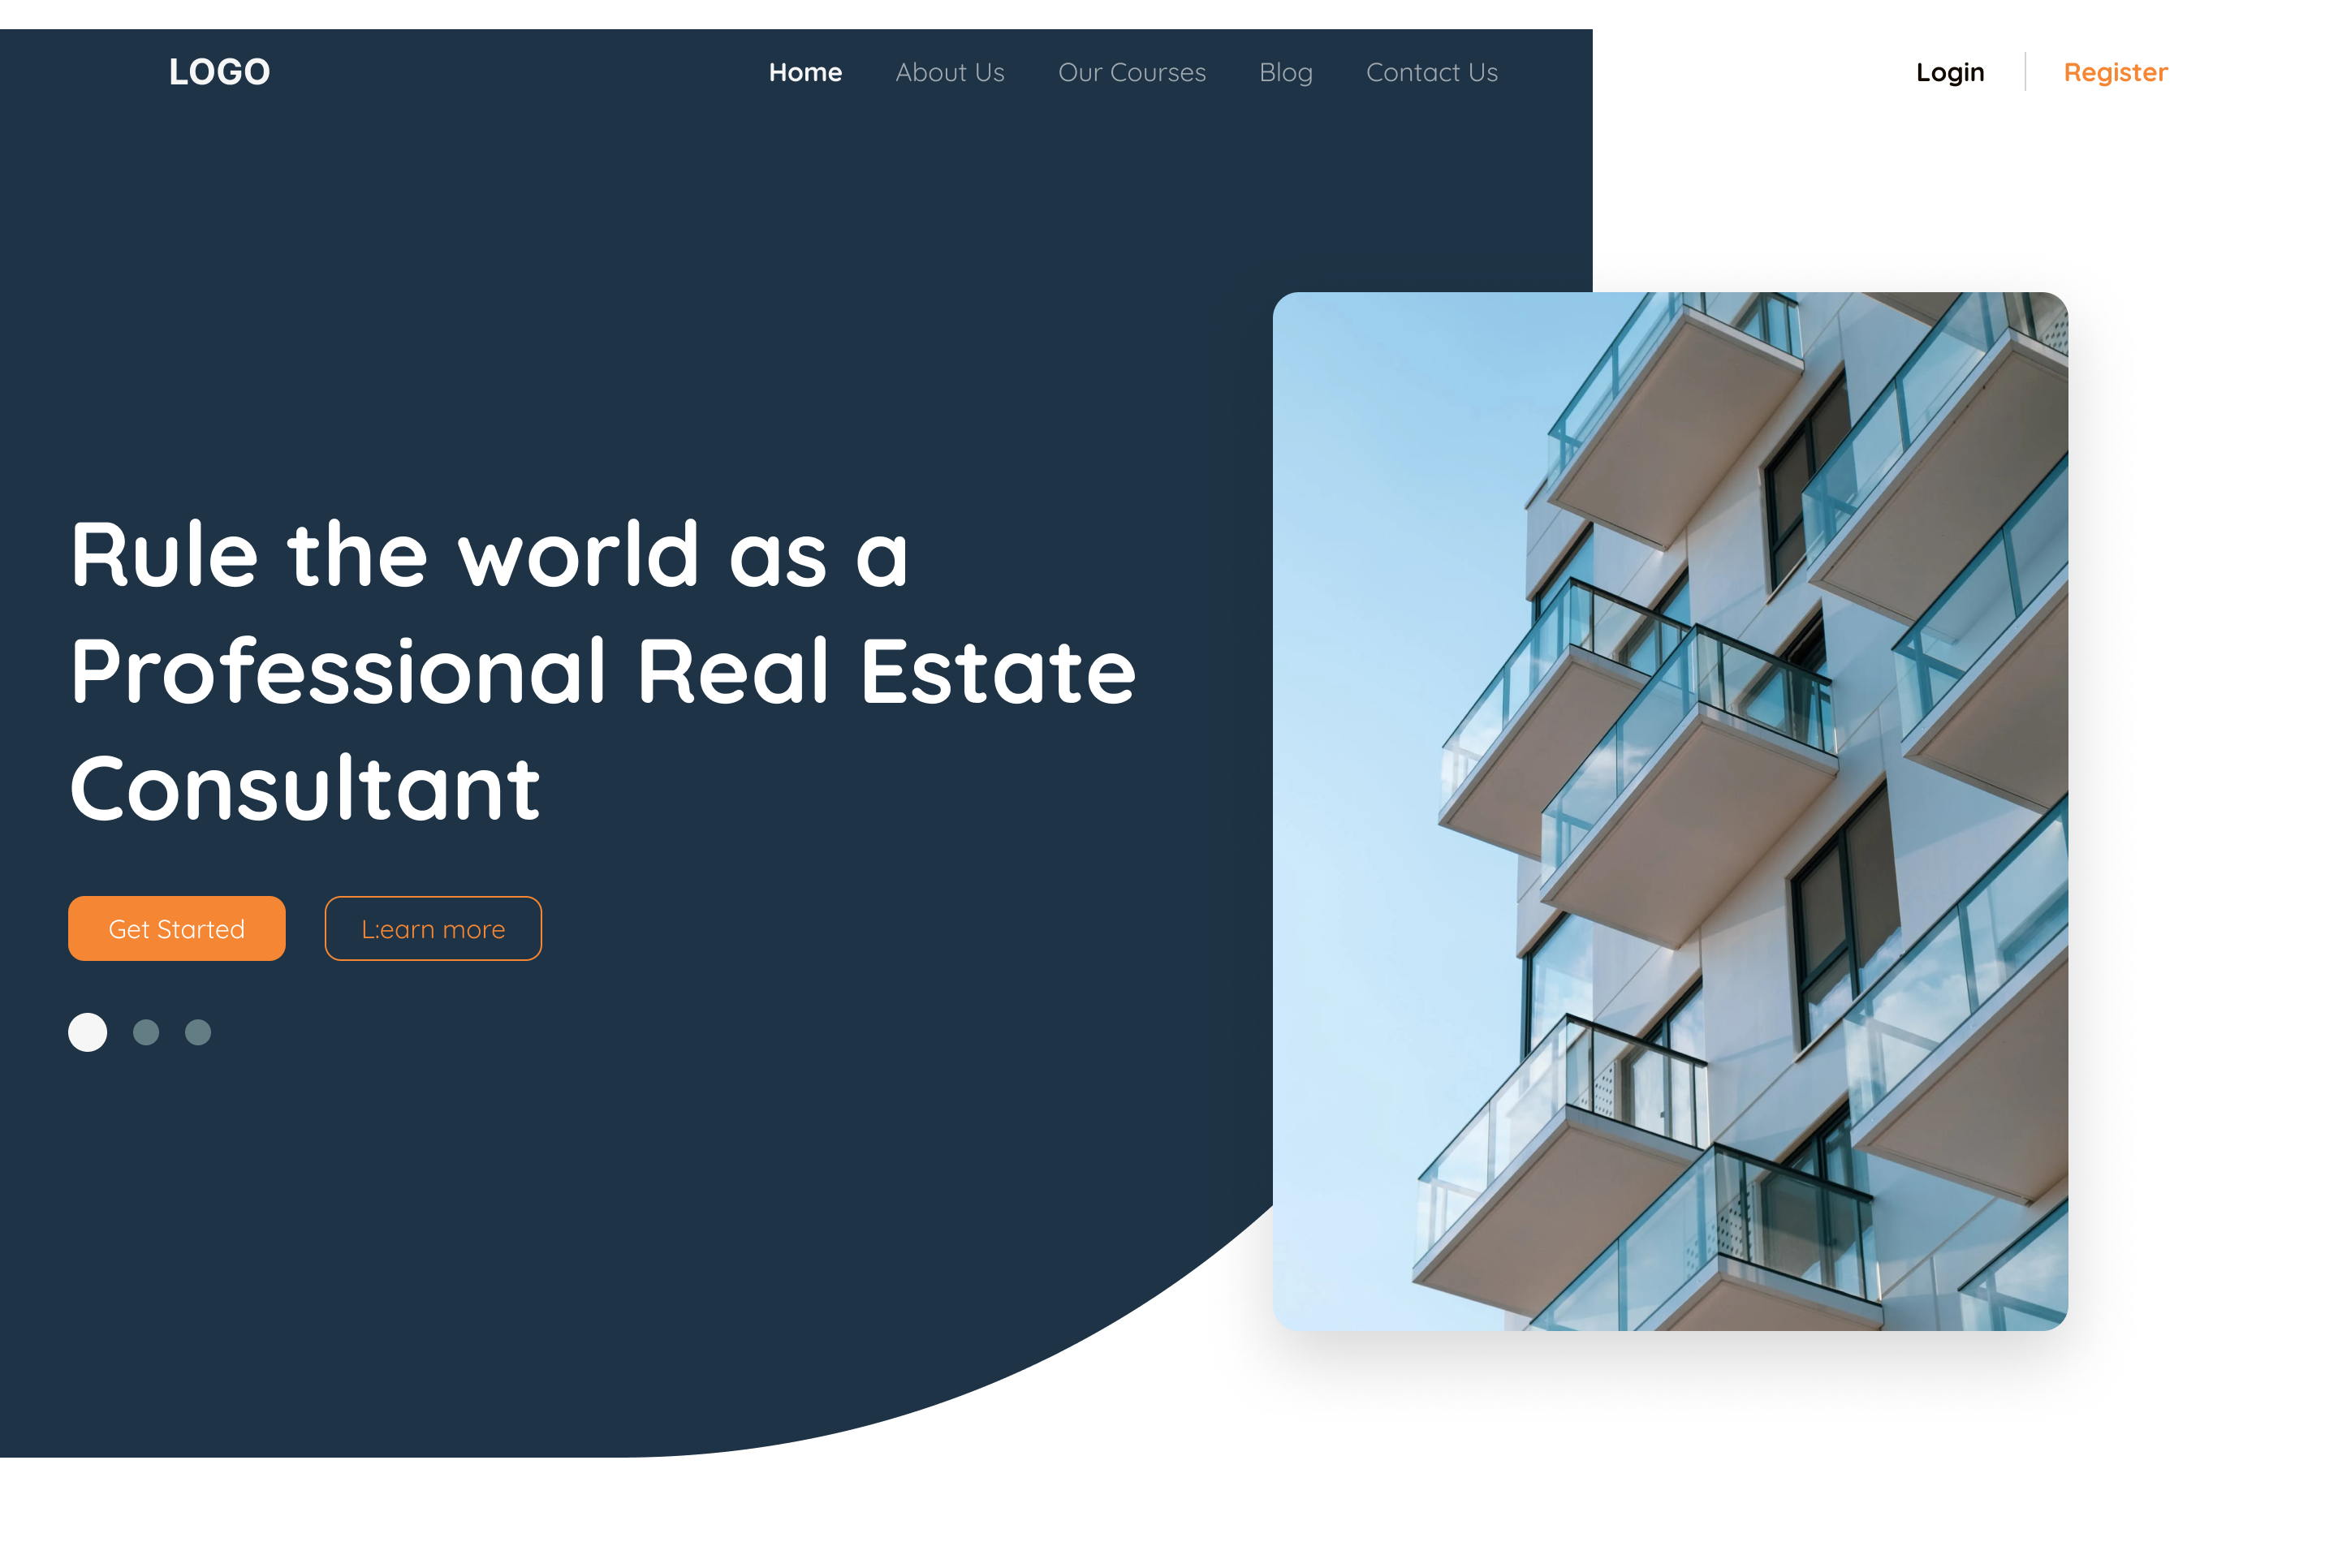 LOGO
Home About Us Our Courses Blog Contact Us
Login Register
Rule the world as a
Professional Real Estate
Consultant
Get Started L:earn more